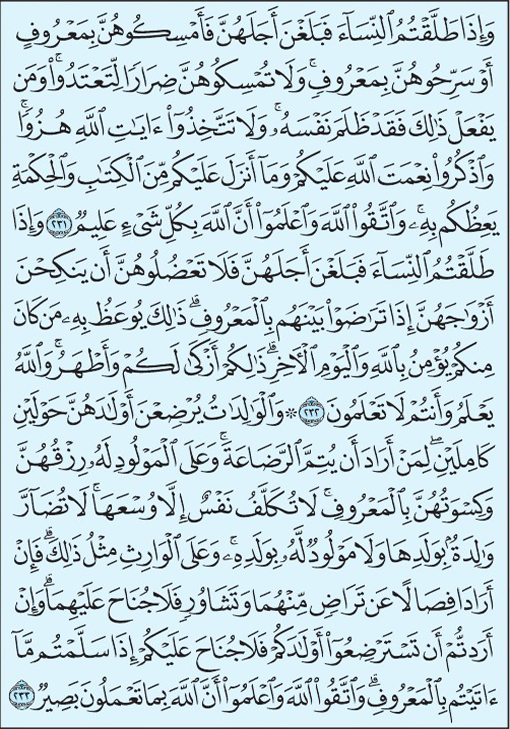 وَإِذَا طَلَّقْتُمُ ٱلنِّسَآءَ فَبَلَغْنَ أَجَلَهُنَّ فَأَمْسِكُوهُنَّ بِمَعْرُوفٍ
أَوْ سَرِّحُوهُنَّ بِمَعْرُوفٍۚ وَلَا تُمْسِكُوهُنَّ ضِرَارًا لِّتَعْتَدُوا۟ۚ وَمَن
يَفْعَلْ ذَٰلِكَ فَقَدْ ظَلَمَ نَفْسَهُۥۚ وَلَا تَتَّخِذُوٓا۟ ءَايَٰتِ ٱللَّهِ هُزُوًاۚ
وَٱذْكُرُوا۟ نِعْمَتَ ٱللَّهِ عَلَيْكُمْ وَمَآ أَنزَلَ عَلَيْكُم مِّنَ ٱلْكِتَٰبِ وَٱلْحِكْمَةِ
يَعِظُكُم بِهِۦۚ وَٱتَّقُوا۟ ٱللَّهَ وَٱعْلَمُوٓا۟ أَنَّ ٱللَّهَ بِكُلِّ شَىْءٍ عَلِيمٌ ٢٣١ وَإِذَا
طَلَّقْتُمُ ٱلنِّسَآءَ فَبَلَغْنَ أَجَلَهُنَّ فَلَا تَعْضُلُوهُنَّ أَن يَنكِحْنَ
أَزْوَٰجَهُنَّ إِذَا تَرَٰضَوْا۟ بَيْنَهُم بِٱلْمَعْرُوفِۗ ذَٰلِكَ يُوعَظُ بِهِۦ مَن كَانَ
مِنكُمْ يُؤْمِنُ بِٱللَّهِ وَٱلْيَوْمِ ٱلْءَاخِرِۗ ذَٰلِكُمْ أَزْكَىٰ لَكُمْ وَأَطْهَرُۚ وَٱللَّهُ
يَعْلَمُ وَأَنتُمْ لَا تَعْلَمُونَ ٢٣٢ ۞ وَٱلْوَٰلِدَٰتُ يُرْضِعْنَ أَوْلَٰدَهُنَّ حَوْلَيْنِ
كَامِلَيْنِۖ لِمَنْ أَرَادَ أَن يُتِمَّ ٱلرَّضَاعَةَۚ وَعَلَى ٱلْمَوْلُودِ لَهُۥ رِزْقُهُنَّ
وَكِسْوَتُهُنَّ بِٱلْمَعْرُوفِۚ لَا تُكَلَّفُ نَفْسٌ إِلَّا وُسْعَهَاۚ لَا تُضَآرَّ
وَٰلِدَةٌۢ بِوَلَدِهَا وَلَا مَوْلُودٌ لَّهُۥ بِوَلَدِهِۦۚ وَعَلَى ٱلْوَارِثِ مِثْلُ ذَٰلِكَۗ فَإِنْ
أَرَادَا فِصَالًا عَن تَرَاضٍ مِّنْهُمَا وَتَشَاوُرٍ فَلَا جُنَاحَ عَلَيْهِمَاۗ وَإِنْ
أَرَدتُّمْ أَن تَسْتَرْضِعُوٓا۟ أَوْلَٰدَكُمْ فَلَا جُنَاحَ عَلَيْكُمْ إِذَا سَلَّمْتُم مَّآ
ءَاتَيْتُم بِٱلْمَعْرُوفِۗ وَٱتَّقُوا۟ ٱللَّهَ وَٱعْلَمُوٓا۟ أَنَّ ٱللَّهَ بِمَا تَعْمَلُونَ بَصِيرٌ ٢٣٣